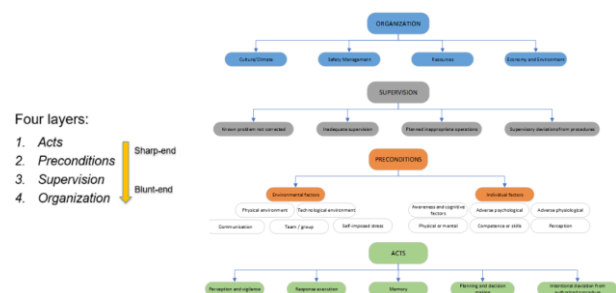 Four layers:
1. Acts
2. Preconditions
3. Supervision
4. Organization
Sharp-end
Blunt-end
ORGANIZATION
Culture/Climate
Safety Management
Resources
Economy and Environment
SUPERVISION
Known problem not corrected
Inadequate supervision
Planned inappropriate operations
Supervisory deviations from procedures
PRECONDITIONS
Environmental factors
Individual factors
Physical environment
Technological environment
Communication
Team / group
Self-imposed stress
Awareness and cognitive
factors
Adverse psychological
Adverse physiological
Physical or mental
Competence or skills
Perception
ACTS
Perception and vigilance
Response execution
Memory
Planning and decision
Intentional deviation from